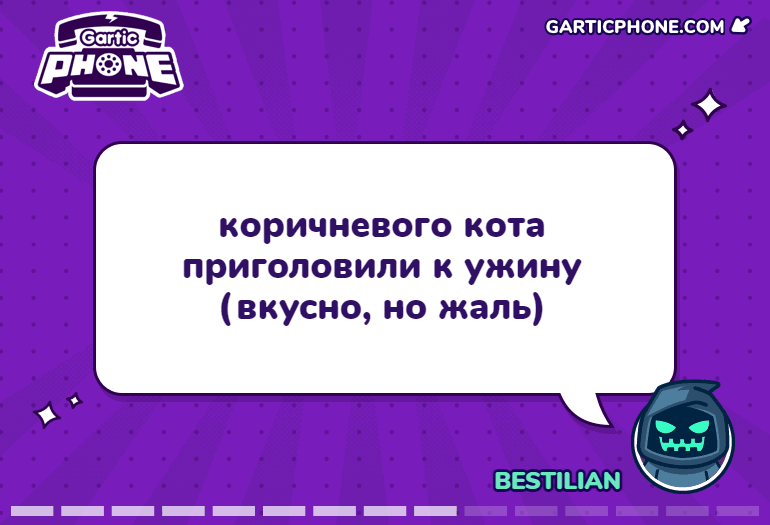 Gartic
PHONE
GARTICPHONE.COM
коричневого кота
приголовили к ужину
(вкусно, но жаль)
BESTILIAN